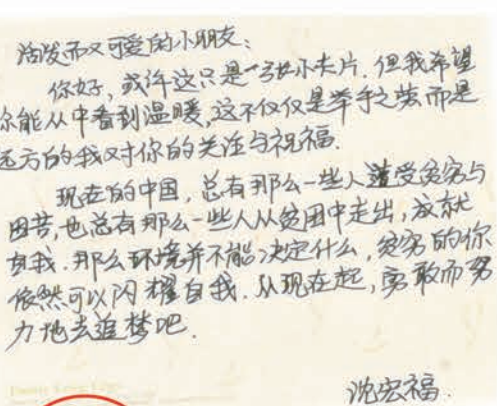 活泼而又可爱的小朋友:
你好,或许这只是一张小卡片.但我希望
你能从中看到温暖,这不仅仅是举手之劳而是
远方的我对你的关注与祝福.
现在的中国,总有那么一些人遭受贫穷与
困苦,也总有那么一些人从贫困中走出,成就
自我.那么环境并不能决定什么,贫穷的你
依然可以闪耀自我.从现在起,勇敢而努
力地去追梦吧.
沈宏福.